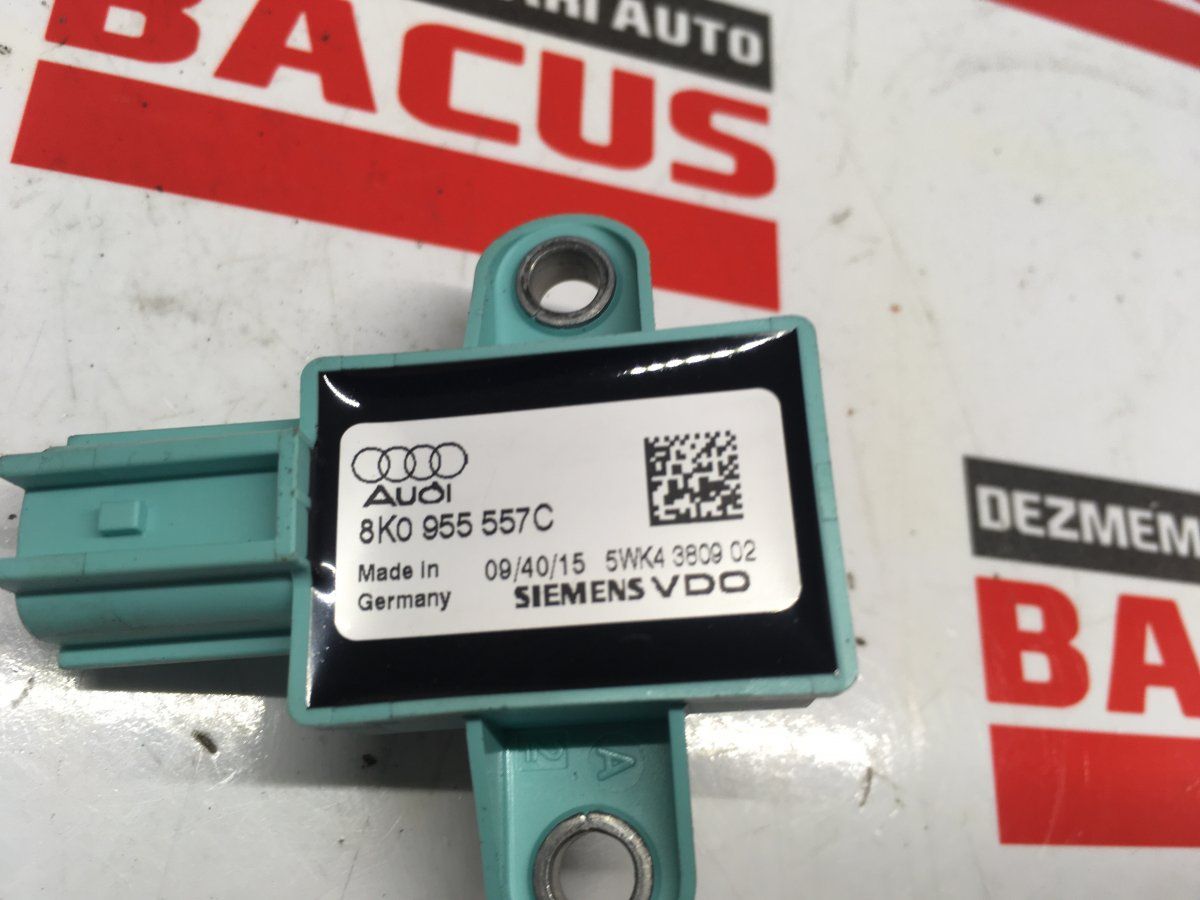 AUTO
BACUS
AUDI
8K0 955 557C
Made in
Germany
09/40/15 5WK4 3809 02
SIEMENS VDO
DEZMEM
BA
2
A